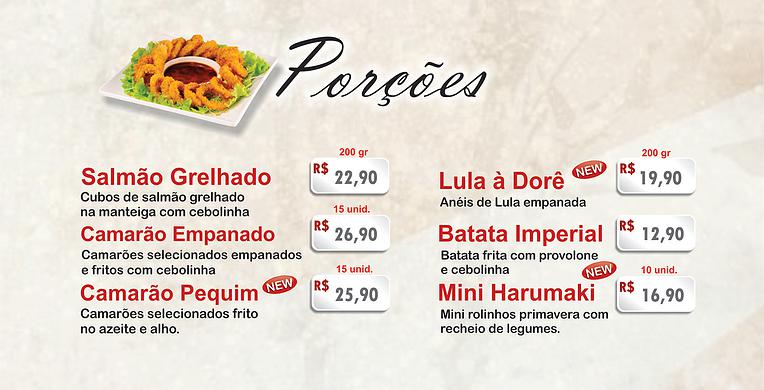 Porções
200 gr
Salmão Grelhado
R$ 22,90
Cubos de salmão grelhado
na manteiga com cebolinha
15 unid.
Camarão Empanado
R$ 26,90
Camarões selecionados empanados
e fritos com cebolinha
15 unid.
Camarão Pequim NEW
R$ 25,90
Camarões selecionados frito
no azeite e alho.
200 gr
Lula à Dorê NEW
R$ 19,90
Anéis de Lula empanada
Batata Imperial
R$ 12,90
Batata frita com provolone
e cebolinha
10 unid.
Mini Harumaki NEW
R$ 16,90
Mini rolinhos primavera com
recheio de legumes.